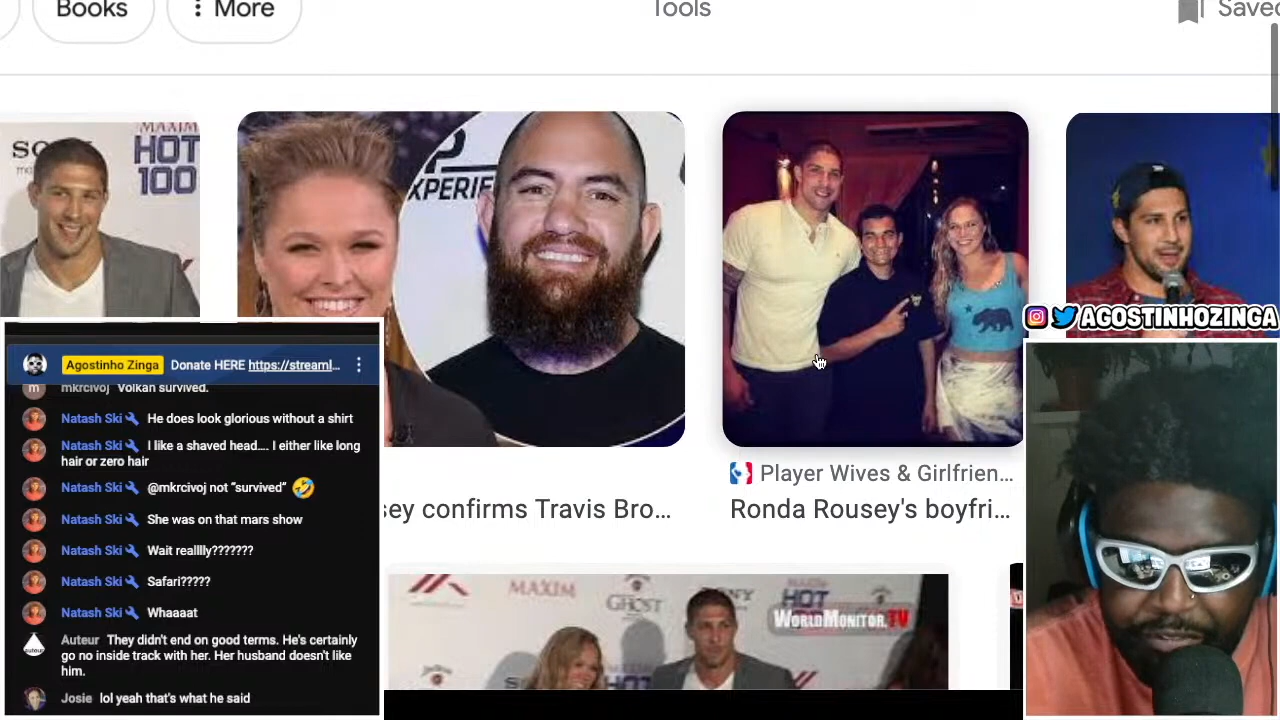 Books
More
Tools
Saved
SO
MAXIM
HOT
100
XPERIE
Player Wives & Girlfrien...
sey confirms Travis Bro...
Ronda Rousey's boyfri...
AGOSTINHOZINGA
Agostinho Zinga Donate HERE https://streaml...
mkrcivoj Volkan survived.
Natash Ski He does look glorious without a shirt
Natash Ski I like a shaved head.... I either like long
hair or zero hair
Natash Ski @mkrcivoj not “survived” 🤣
Natash Ski She was on that mars show
Natash Ski Wait realllly???????
Natash Ski Safari?????
Natash Ski Whaaaat
Auteur They didn't end on good terms. He's certainly
go no inside track with her. Her husband doesn't like
him.
Josie lol yeah that's what he said
MAXIM
GHOST
SONY
HOT
WORLDMONITOR.TV